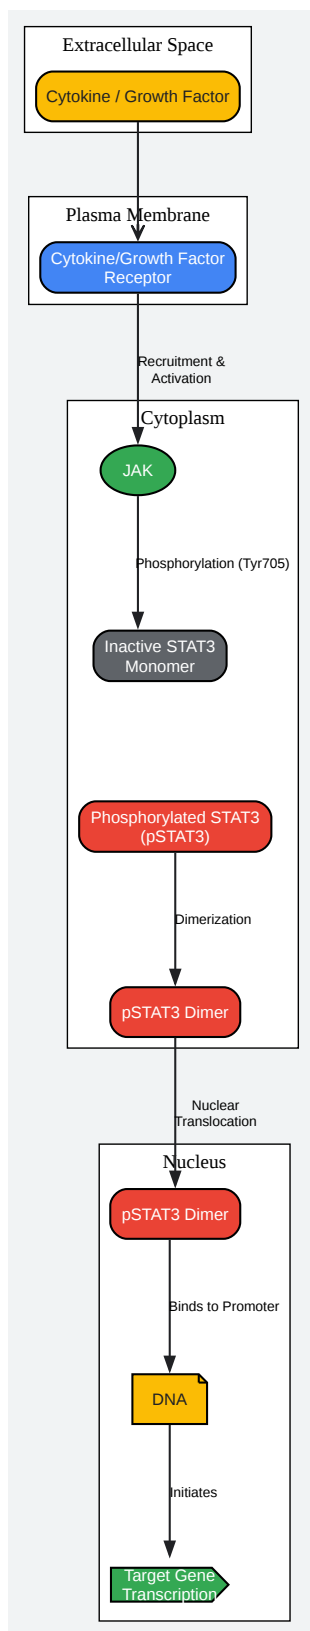 Extracellular Space
Cytokine / Growth Factor
Plasma Membrane
Cytokine/Growth Factor
Receptor
Recruitment &
Activation
Cytoplasm
JAK
Phosphorylation (Tyr705)
Inactive STAT3
Monomer
Phosphorylated STAT3
(pSTAT3)
Dimerization
pSTAT3 Dimer
Nuclear
Translocation
Nucleus
pSTAT3 Dimer
Binds to Promoter
DNA
Initiates
Target Gene
Transcription